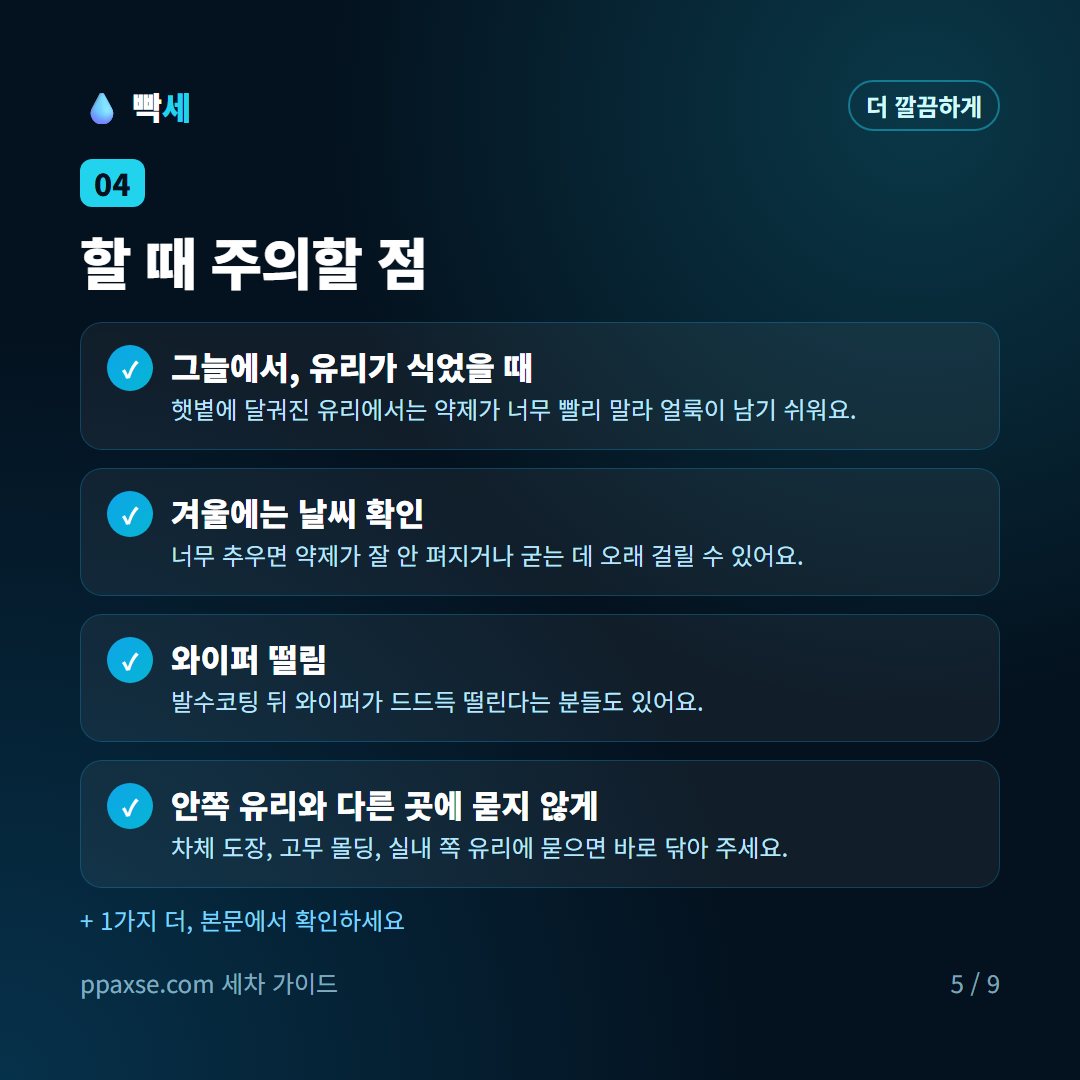 빡세
더 깔끔하게
04
할 때 주의할 점
그늘에서, 유리가 식었을 때
햇볕에 달궈진 유리에서는 약제가 너무 빨리 말라 얼룩이 남기 쉬워요.
겨울에는 날씨 확인
너무 추우면 약제가 잘 안 퍼지거나 굳는 데 오래 걸릴 수 있어요.
와이퍼 떨림
발수코팅 뒤 와이퍼가 드드득 떨린다는 분들도 있어요.
안쪽 유리와 다른 곳에 묻지 않게
차체 도장, 고무 몰딩, 실내 쪽 유리에 묻으면 바로 닦아 주세요.
+ 1가지 더, 본문에서 확인하세요
ppaxse.com 세차 가이드
5 / 9